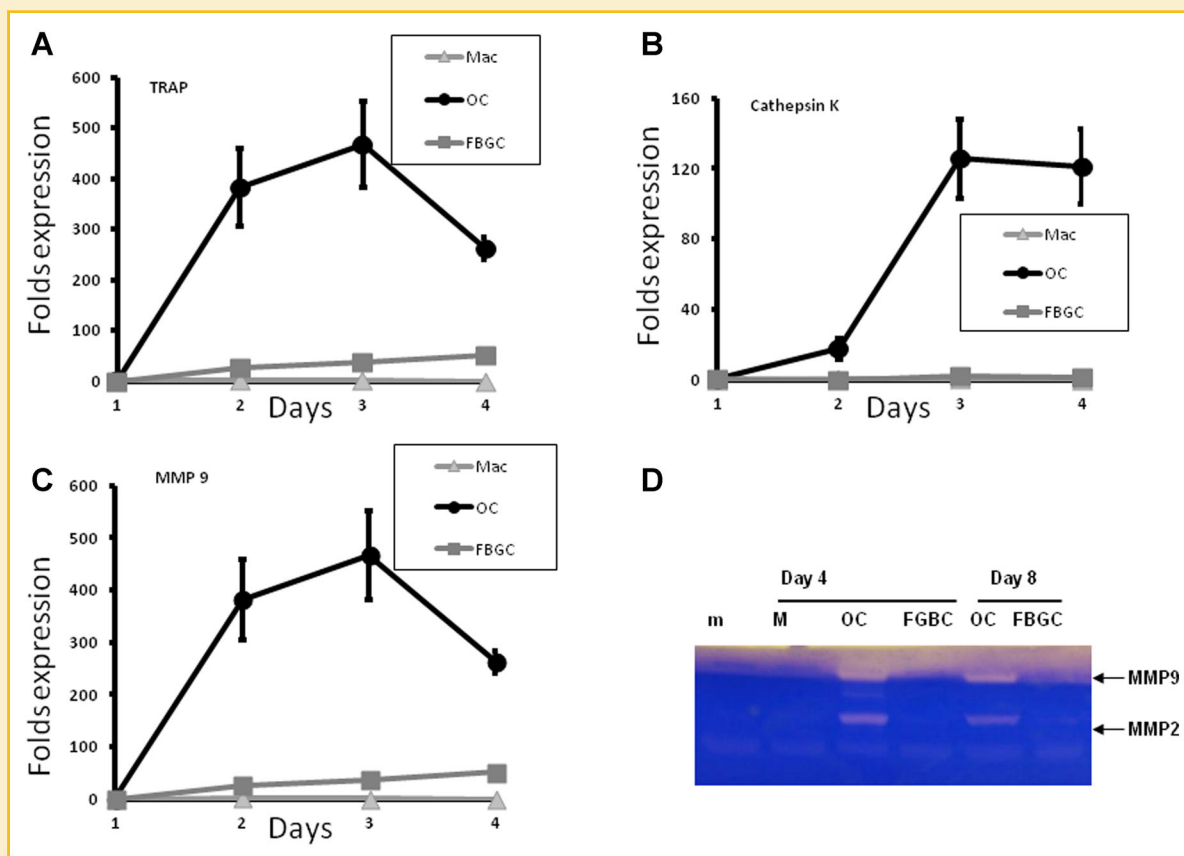 A
TRAP
Mac
OC
FBGC
Folds expression
600
500
400
300
200
100
0
1 2 3 4
Days
B
Cathepsin K
Mac
OC
FBGC
Folds expression
160
120
80
40
0
1 2 3 4
Days
C
MMP 9
Mac
OC
FBGC
Folds expression
600
500
400
300
200
100
0
1 2 3 4
Days
D
Day 4 Day 8
m M OC FGBC OC FBGC
MMP9
MMP2